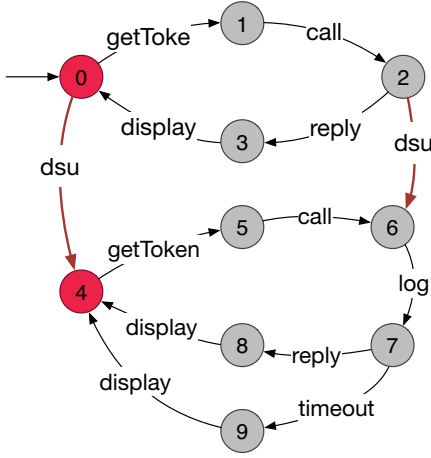 1
getToke
call
0
2
display
reply
3
dsu
dsu
5
call
6
getToken
4
log
display
8
reply
7
display
timeout
9